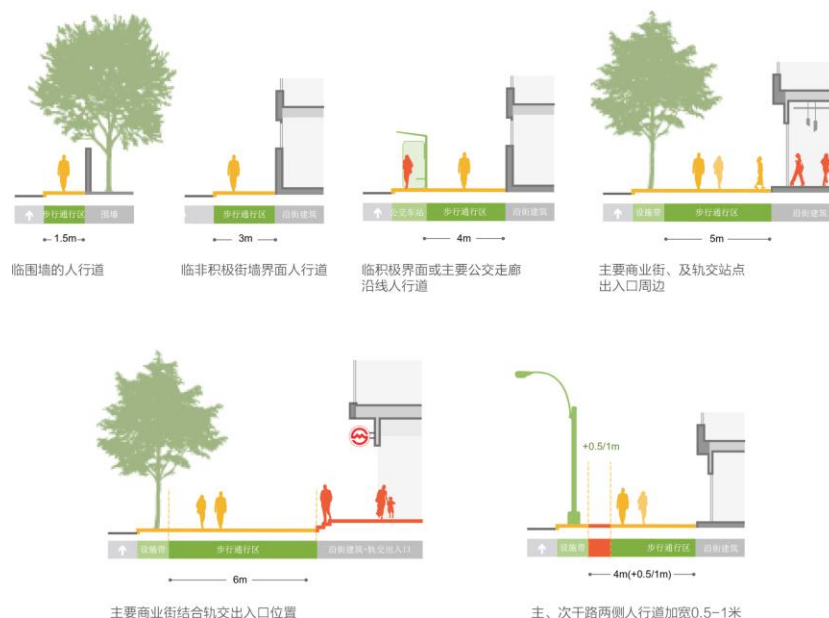 步行通行区 围墙
1.5m
临围墙的人行道
步行通行区 沿街建筑
3m
临非积极街墙界面人行道
公交车站 步行通行区 沿街建筑
4m
临积极界面或主要公交走廊
沿线人行道
设施带 步行通行区 沿街建筑
5m
主要商业街、及轨交站点
出入口周边
设施带 步行通行区 沿街建筑·轨交出入口
6m
主要商业街结合轨交出入口位置
+0.5/1m
设施带 步行通行区 沿街建筑
4m(+0.5/1m)
主、次干路两侧人行道加宽0.5-1米